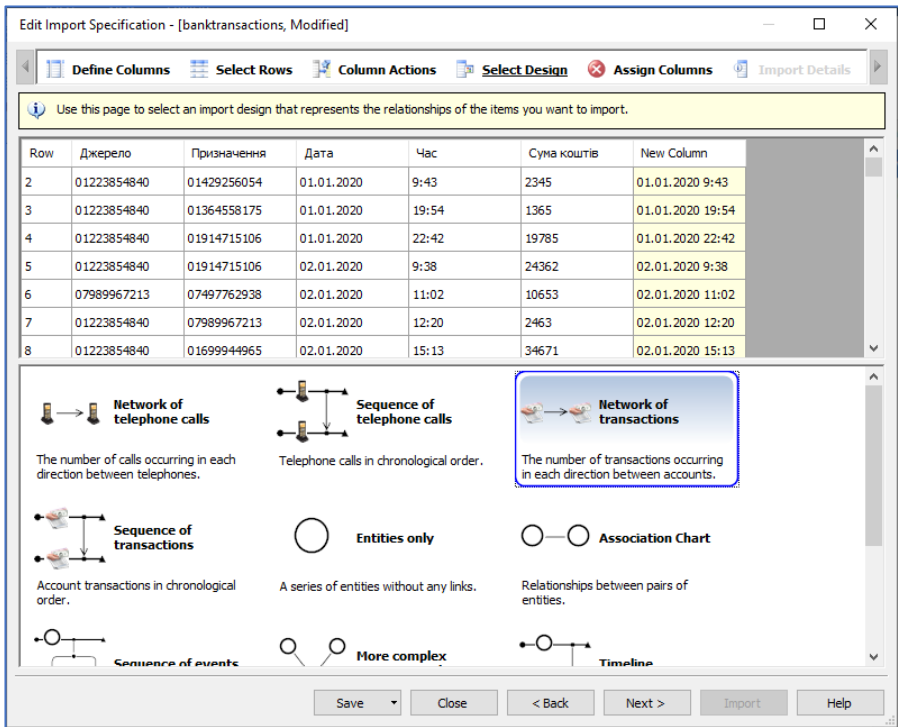 Edit Import Specification - [banktransactions, Modified]
Define Columns Select Rows Column Actions Select Design Assign Columns Import Details
Use this page to select an import design that represents the relationships of the items you want to import.
Row Джерело Призначення Дата Час Сума коштів New Column
2 01223854840 01429256054 01.01.2020 9:43 2345 01.01.2020 9:43
3 01223854840 01364558175 01.01.2020 19:54 1365 01.01.2020 19:54
4 01223854840 01914715106 01.01.2020 22:42 19785 01.01.2020 22:42
5 01223854840 01914715106 02.01.2020 9:38 24362 02.01.2020 9:38
6 07989967213 07497762938 02.01.2020 11:02 10653 02.01.2020 11:02
7 01223854840 07989967213 02.01.2020 12:20 2463 02.01.2020 12:20
8 01223854840 01699944965 02.01.2020 15:13 34671 02.01.2020 15:13
Network of
telephone calls
The number of calls occurring in each
direction between telephones.
Sequence of
telephone calls
Telephone calls in chronological order.
Network of
transactions
The number of transactions occurring
in each direction between accounts.
Sequence of
transactions
Account transactions in chronological
order.
Entities only
A series of entities without any links.
Association Chart
Relationships between pairs of
entities.
Sequence of events
More complex
Timeline
Save Close < Back Next > Import Help